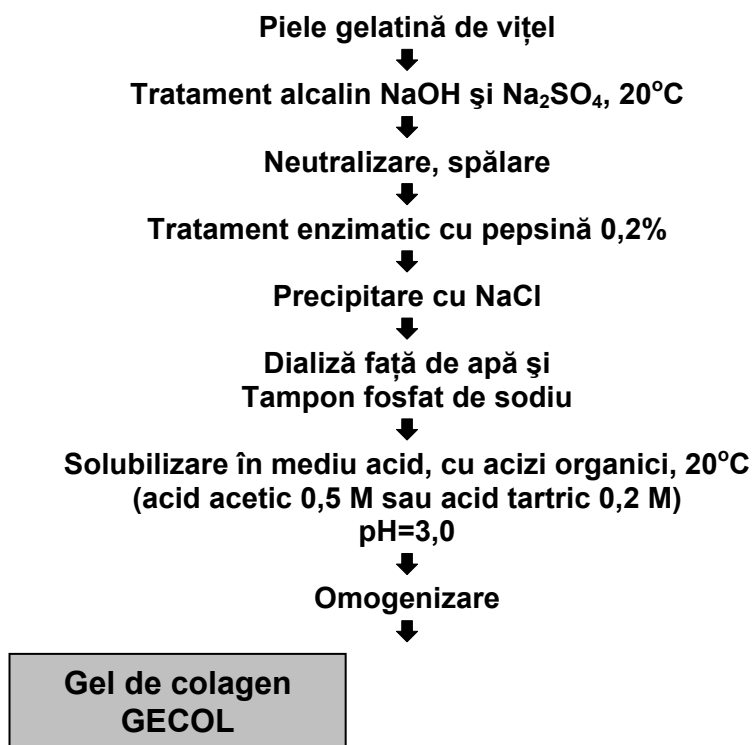 Piele gelatină de vițel
Tratament alcalin NaOH şi Na₂SO₄, 20°C
Neutralizare, spălare
Tratament enzimatic cu pepsină 0,2%
Precipitare cu NaCl
Dializă față de apă şi
Tampon fosfat de sodiu
Solubilizare în mediu acid, cu acizi organici, 20°C
(acid acetic 0,5 M sau acid tartric 0,2 M)
pH=3,0
Omogenizare
Gel de colagen
GECOL